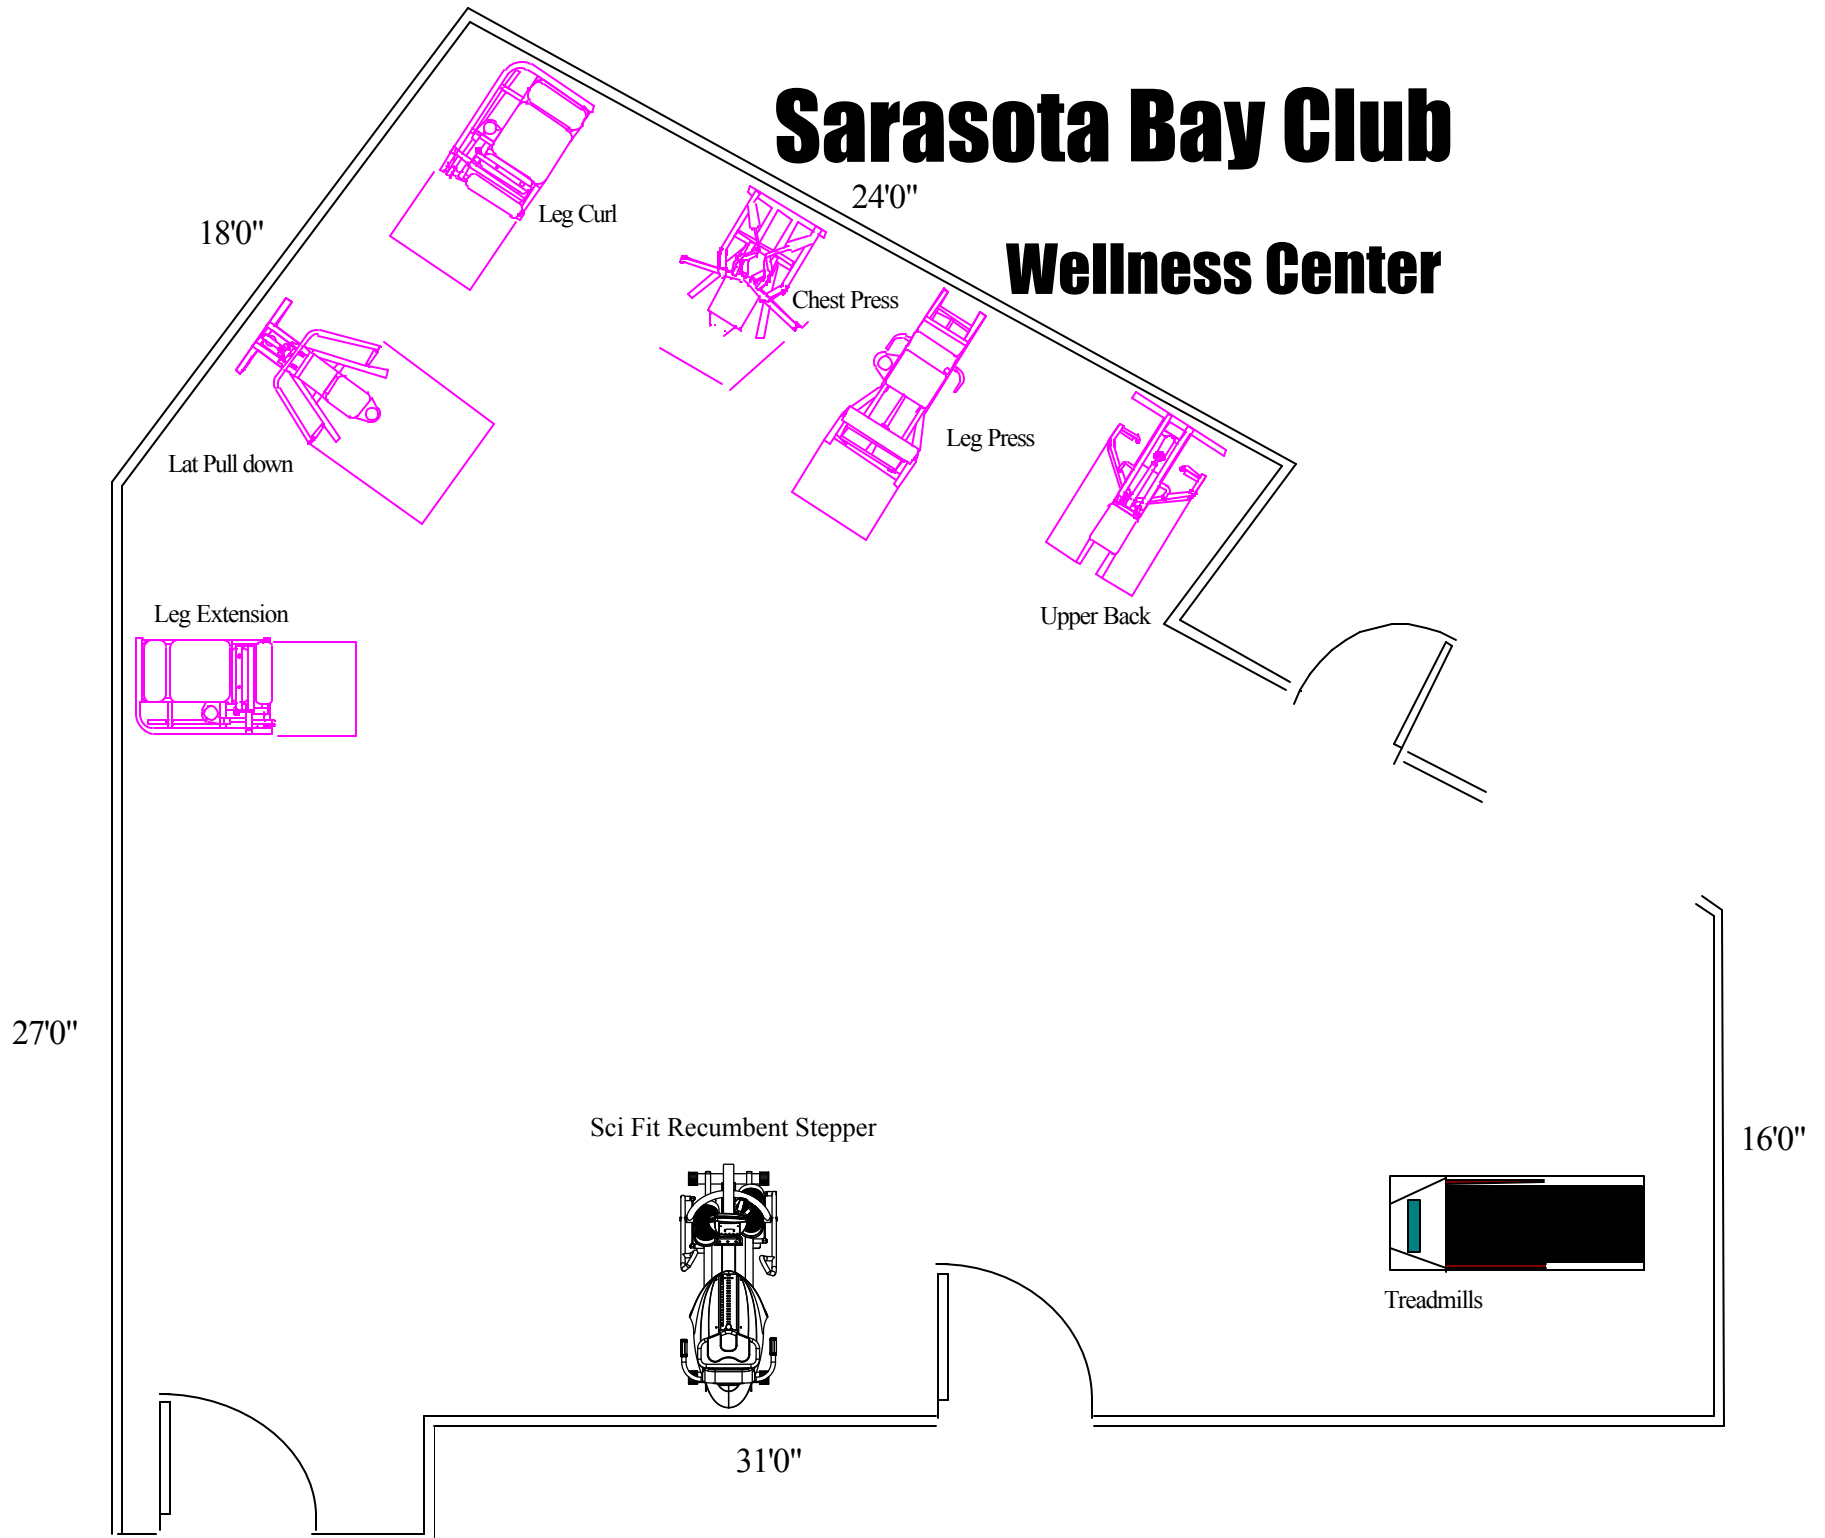 Sarasota Bay Club
24'0"
Leg Curl
18'0"
Wellness Center
Chest Press
Leg Press
Lat Pull down
Leg Extension
Upper Back
27'0"
Sci Fit Recumbent Stepper
16'0"
Treadmills
31'0"